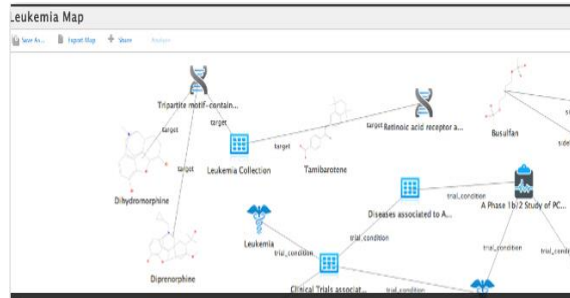 Leukemia Map
Save As... Export Map Share
Tripartite motif-contain...
target
target
target
Dihydromorphine
Leukemia Collection
target
Tamibarotene
target
Retinoic acid receptor a...
Busulfan
Diprenorphine
Leukemia
Diseases associated to A...
A Phase 1b/2 Study of PC...
trial_condition
trial_condition
trial_condition
trial_condition
Clinical Trials associat...
trial_condition